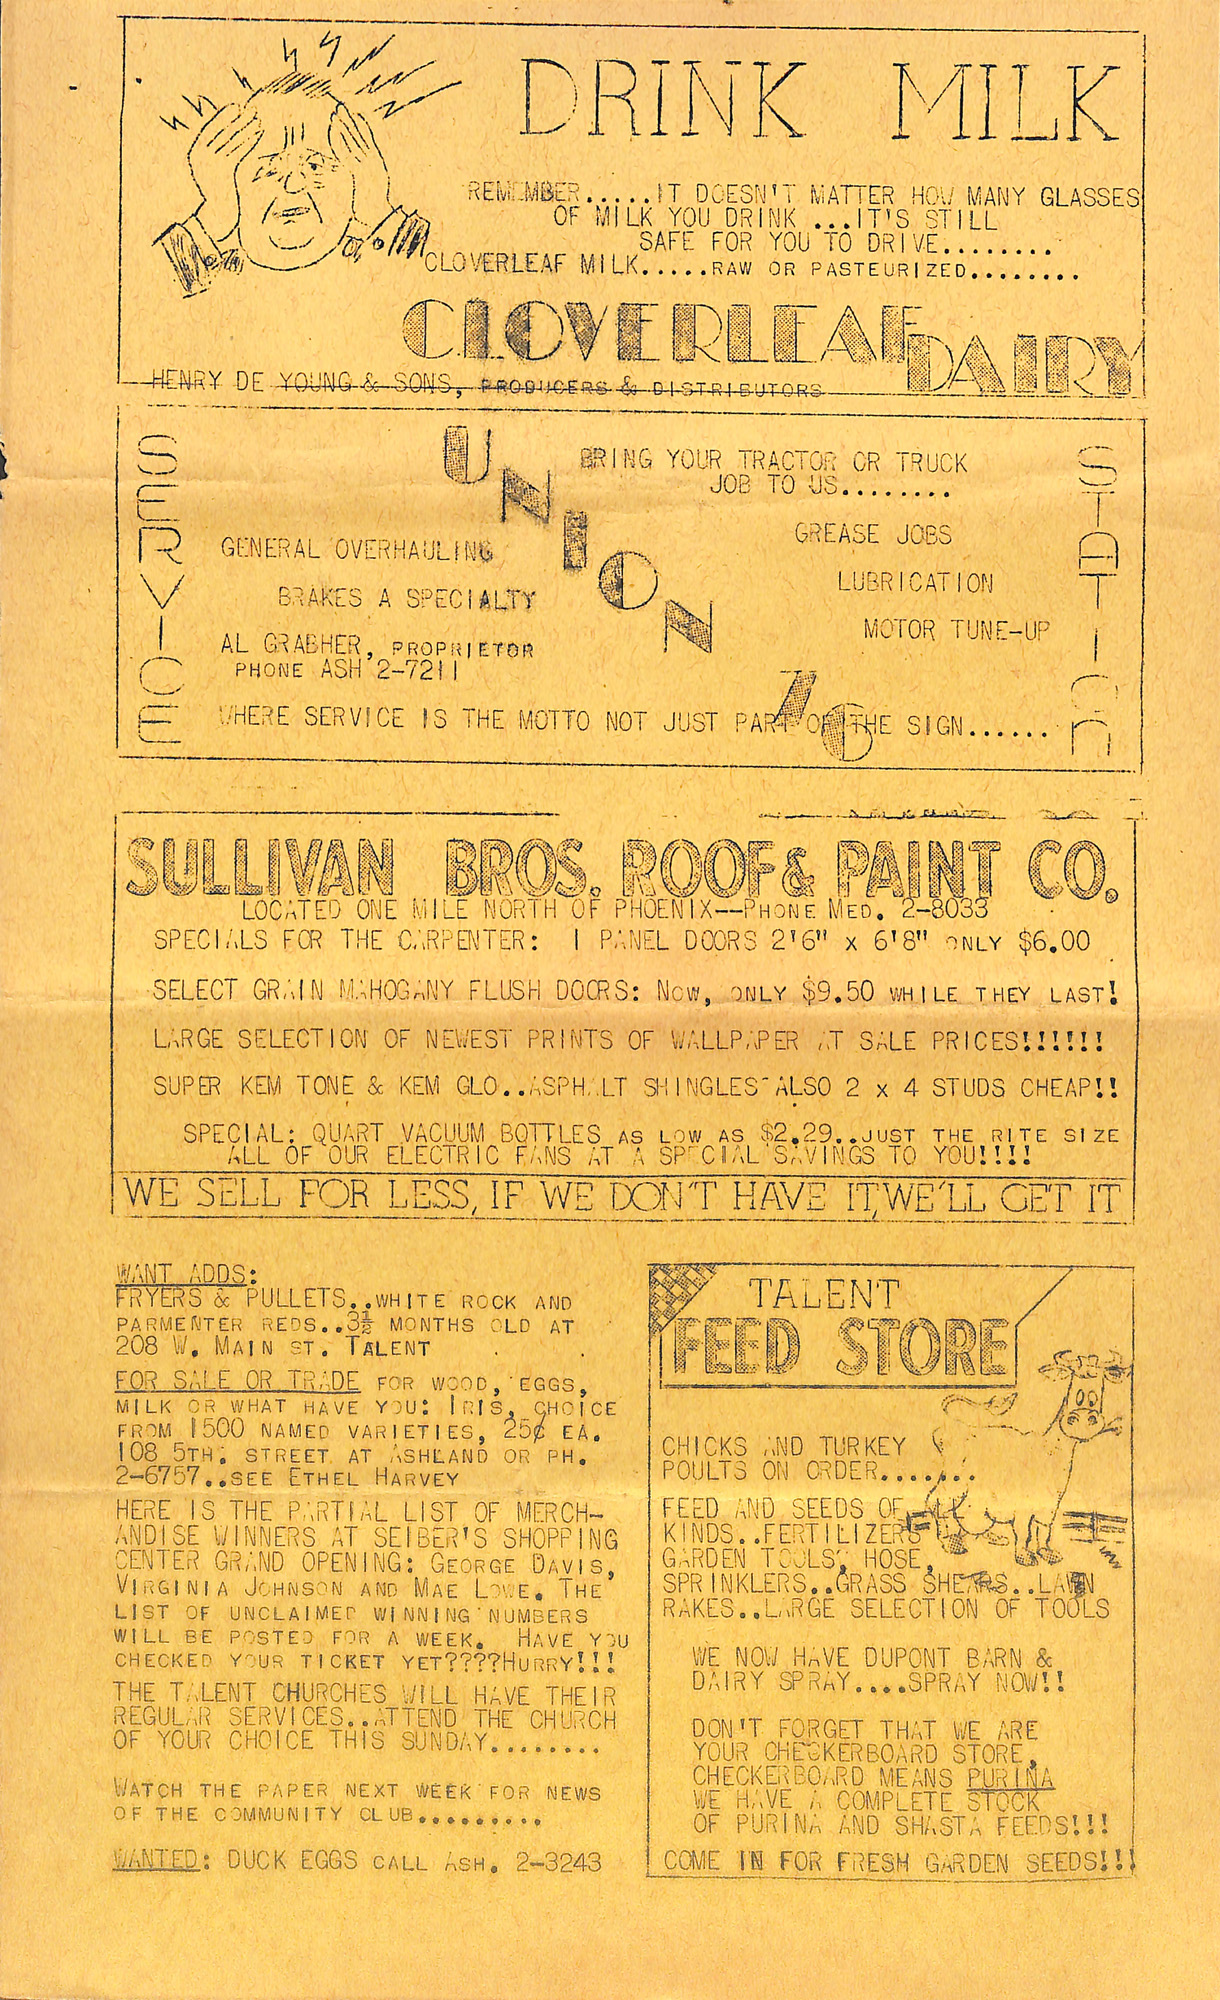 DRINK MILK
REMEMBER.....IT DOESN'T MATTER HOW MANY GLASSES
OF MILK YOU DRINK ...IT'S STILL
SAFE FOR YOU TO DRIVE........
CLOVERLEAF MILK.....RAW OR PASTEURIZED........
CLOVERLEAF DAIRY
HENRY DE YOUNG & SONS, PRODUCERS & DISTRIBUTORS
SERVICE
UNION 76
STATION
BRING YOUR TRACTOR OR TRUCK
JOB TO US........
GREASE JOBS
GENERAL OVERHAULING
LUBRICATION
BRAKES A SPECIALTY
MOTOR TUNE-UP
AL GRABHER, PROPRIETOR
PHONE ASH 2-7211
WHERE SERVICE IS THE MOTTO NOT JUST PART OF THE SIGN......
SULLIVAN BROS. ROOF & PAINT CO.
LOCATED ONE MILE NORTH OF PHOENIX--PHONE MED. 2-8033
SPECIALS FOR THE CARPENTER: 1 PANEL DOORS 2'6" X 6'8" ONLY $6.00
SELECT GRAIN MAHOGANY FLUSH DOORS: NOW, ONLY $9.50 WHILE THEY LAST!
LARGE SELECTION OF NEWEST PRINTS OF WALLPAPER AT SALE PRICES!!!!!!
SUPER KEM TONE & KEM GLO..ASPHALT SHINGLES-ALSO 2 X 4 STUDS CHEAP!!
SPECIAL: QUART VACUUM BOTTLES AS LOW AS $2.29..JUST THE RITE SIZE
ALL OF OUR ELECTRIC FANS AT A SPECIAL SAVINGS TO YOU!!!!
WE SELL FOR LESS, IF WE DON'T HAVE IT, WE'LL GET IT
WANT ADDS:
FRYERS & PULLETS..WHITE ROCK AND
PARMENTER REDS..3½ MONTHS OLD AT
208 W. MAIN ST. TALENT
FOR SALE OR TRADE FOR WOOD, EGGS,
MILK OR WHAT HAVE YOU: IRIS, CHOICE
FROM 1500 NAMED VARIETIES, 25¢ EA.
108 5TH. STREET AT ASHLAND OR PH.
2-6757..SEE ETHEL HARVEY
HERE IS THE PARTIAL LIST OF MERCH-
ANDISE WINNERS AT SEIBER'S SHOPPING
CENTER GRAND OPENING: GEORGE DAVIS,
VIRGINIA JOHNSON AND MAE LOWE. THE
LIST OF UNCLAIMED WINNING NUMBERS
WILL BE POSTED FOR A WEEK. HAVE YOU
CHECKED YOUR TICKET YET????HURRY!!!
THE TALENT CHURCHES WILL HAVE THEIR
REGULAR SERVICES..ATTEND THE CHURCH
OF YOUR CHOICE THIS SUNDAY........
WATCH THE PAPER NEXT WEEK FOR NEWS
OF THE COMMUNITY CLUB.........
WANTED: DUCK EGGS CALL ASH. 2-3243
TALENT
FEED STORE
CHICKS AND TURKEY
POULTS ON ORDER.......
FEED AND SEEDS OF ALL
KINDS..FERTILIZERS
GARDEN TOOLS, HOSE,
SPRINKLERS..GRASS SHEARS..LAWN
RAKES..LARGE SELECTION OF TOOLS
WE NOW HAVE DUPONT BARN &
DAIRY SPRAY....SPRAY NOW!!
DON'T FORGET THAT WE ARE
YOUR CHECKERBOARD STORE,
CHECKERBOARD MEANS PURINA
WE HAVE A COMPLETE STOCK
OF PURINA AND SHASTA FEEDS!!!
COME IN FOR FRESH GARDEN SEEDS!!!